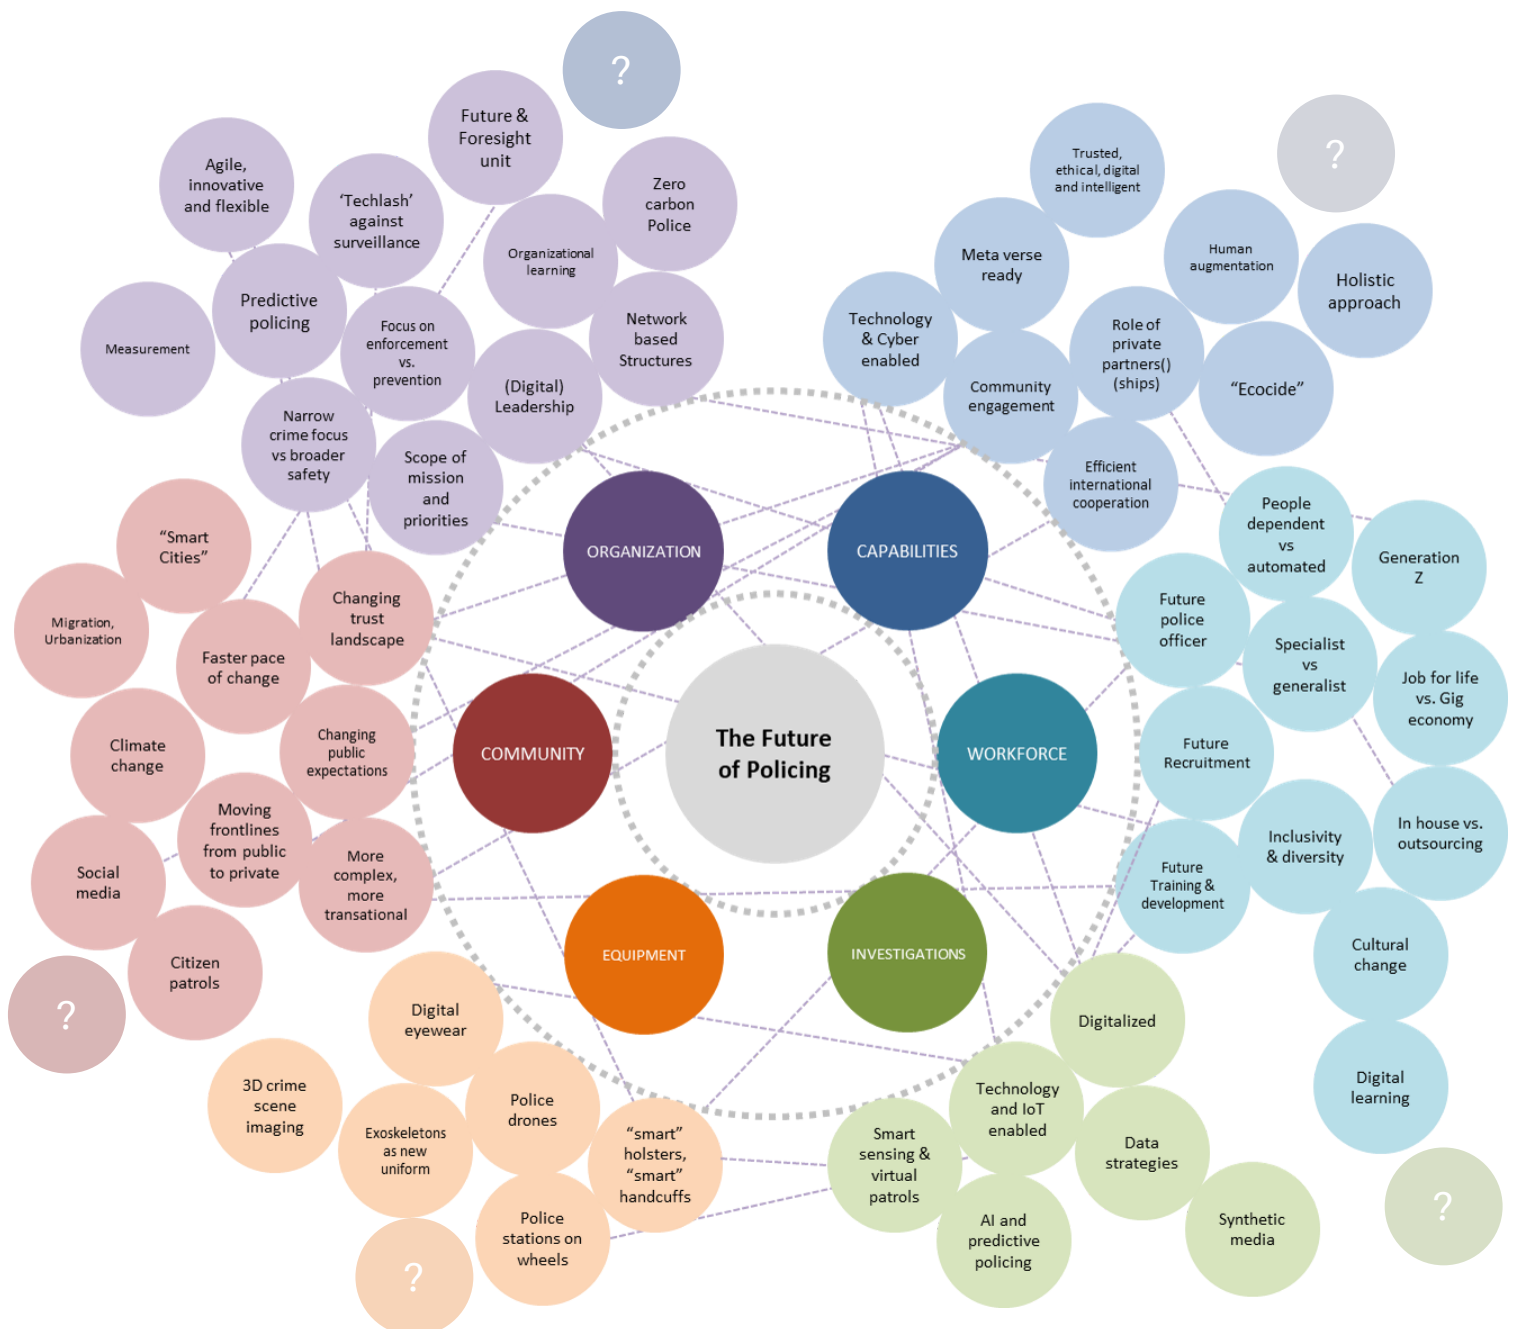 The Future
of Policing
ORGANIZATION
CAPABILITIES
COMMUNITY
WORKFORCE
EQUIPMENT
INVESTIGATIONS
?
Future &
Foresight
unit
Agile,
innovative
and flexible
‘Techlash’
against
surveillance
Zero
carbon
Police
Organizational
learning
Predictive
policing
Measurement
Focus on
enforcement
vs.
prevention
Network
based
Structures
(Digital)
Leadership
Narrow
crime focus
vs broader
safety
Scope of
mission
and
priorities
?
Trusted,
ethical, digital
and intelligent
Meta verse
ready
Human
augmentation
Holistic
approach
Technology
& Cyber
enabled
Role of
private
partners()
(ships)
Community
engagement
“Ecocide”
Efficient
international
cooperation
People
dependent
vs
automated
Generation
Z
Future
police
officer
Specialist
vs
generalist
Job for life
vs. Gig
economy
Future
Recruitment
In house vs.
outsourcing
Inclusivity
& diversity
Future
Training &
development
Cultural
change
Digital
learning
?
“Smart
Cities”
Migration,
Urbanization
Changing
trust
landscape
Faster pace
of change
Climate
change
Changing
public
expectations
Moving
frontlines
from public
to private
Social
media
More
complex,
more
transational
Citizen
patrols
?
Digital
eyewear
3D crime
scene
imaging
Police
drones
Exoskeletons
as new
uniform
“smart”
holsters,
“smart”
handcuffs
Police
stations on
wheels
?
Digitalized
Technology
and IoT
enabled
Smart
sensing &
virtual
patrols
Data
strategies
AI and
predictive
policing
Synthetic
media